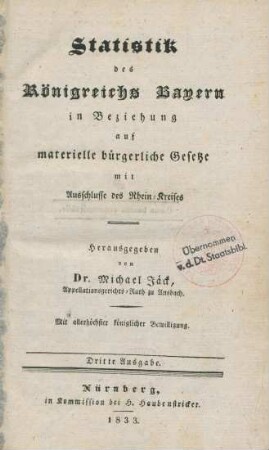 Statistik
des
Königreichs Bayern
in Beziehung
auf
materielle bürgerliche Gesetze
mit
Ausschlusse des Rhein-Kreises
Herausgegeben
von
Dr. Michael Jäck,
Appellationsgerichts-Rath zu Ansbach.
Übernommen
v.d. Dt. Staatsbibl.
Mit allerhöchster königlicher Bewilligung.
Dritte Ausgabe.
Nürnberg,
in Kommission bei H. Haubenstricker.
1833.